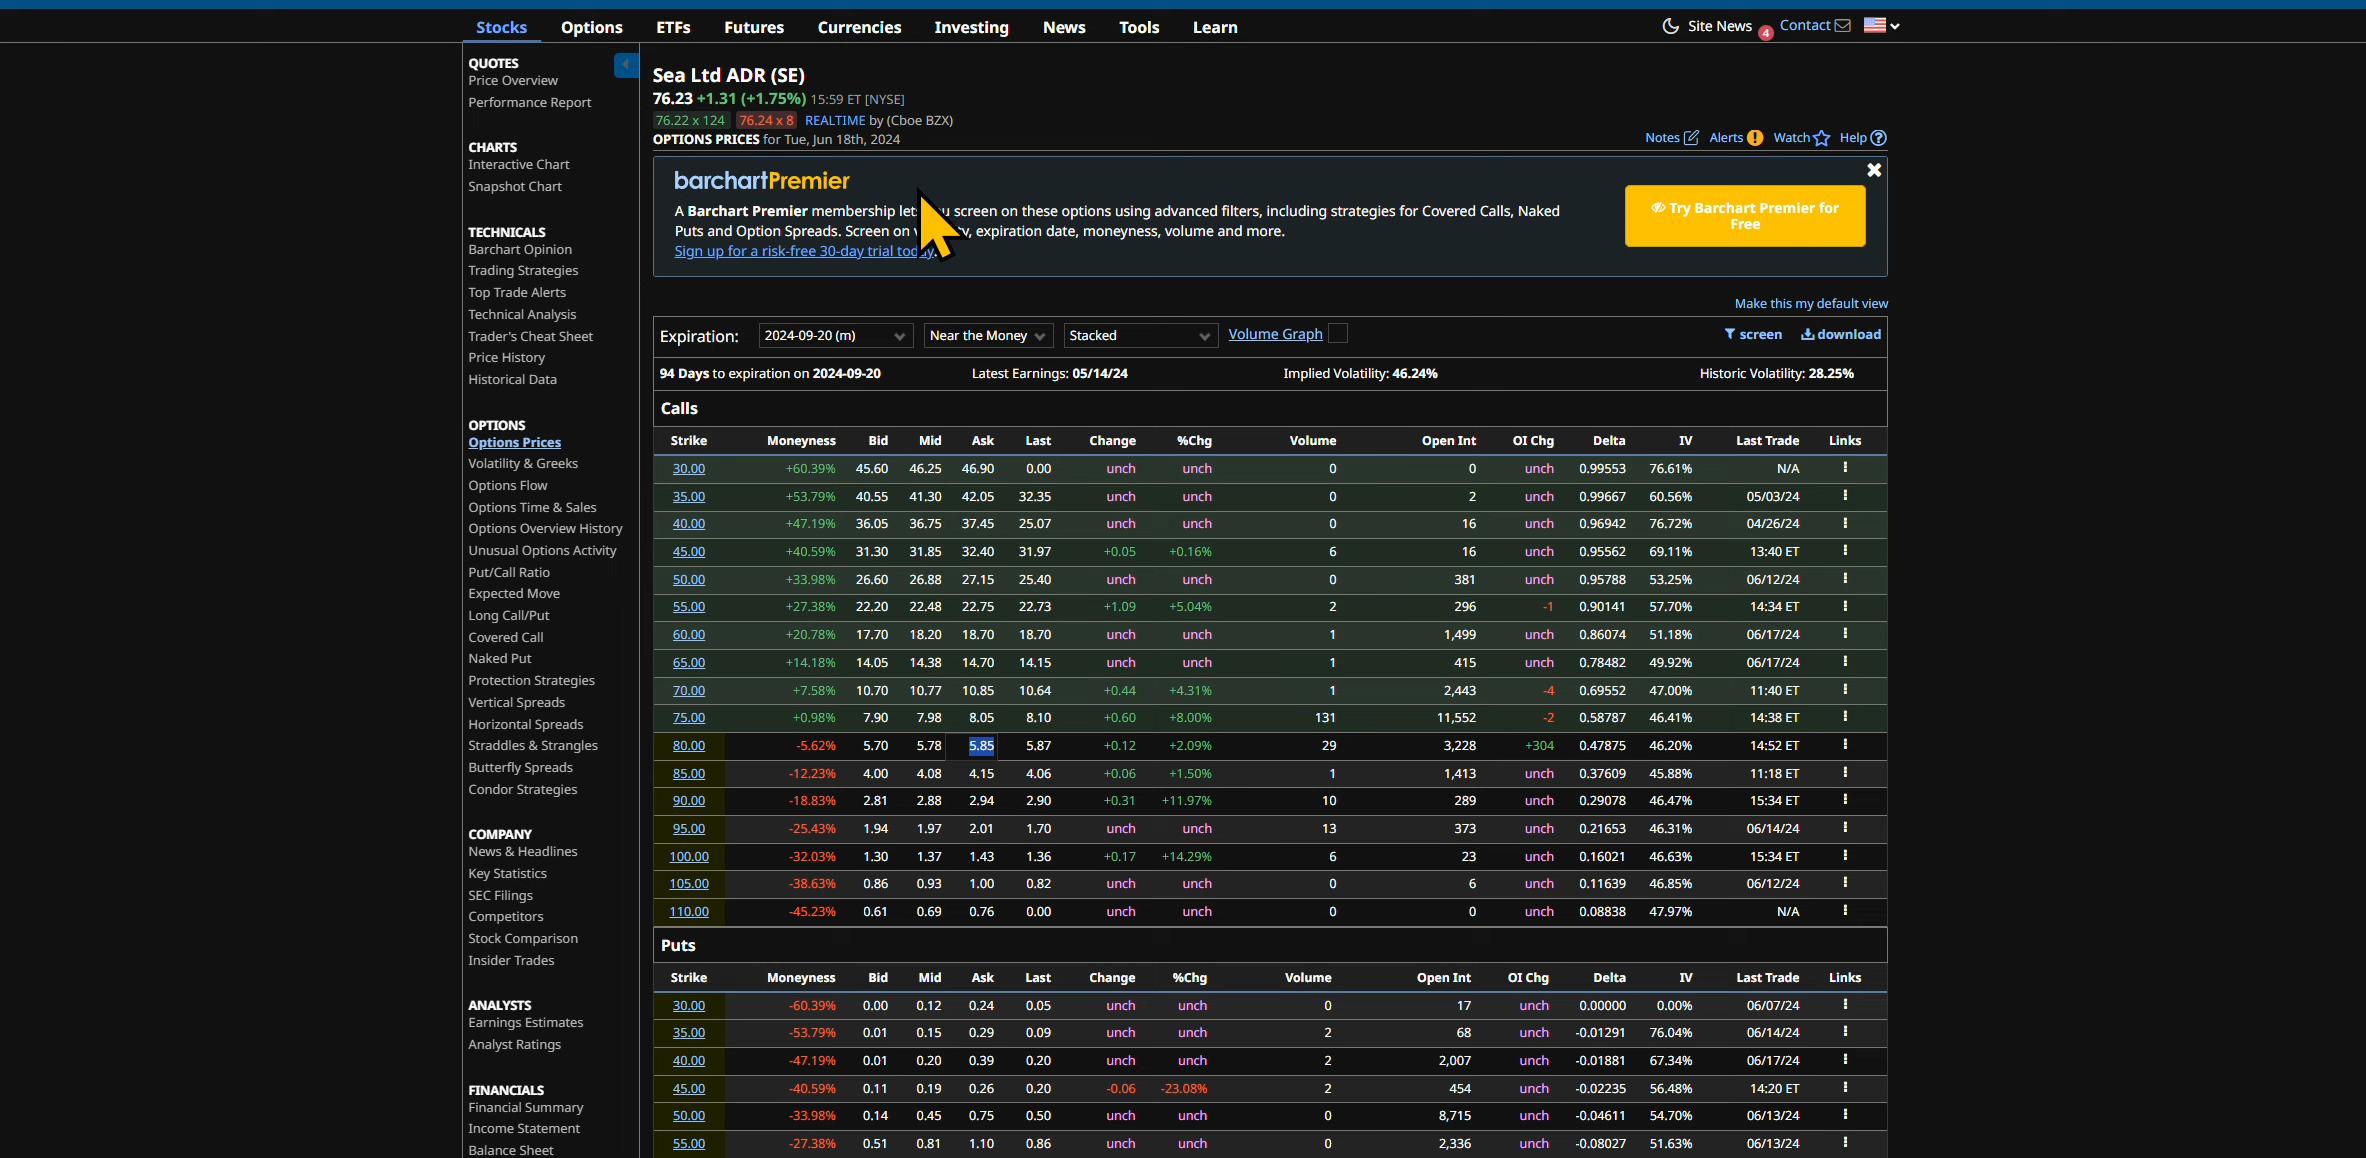 Stocks Options ETFs Futures Currencies Investing News Tools Learn Site News 4 Contact
QUOTES
Price Overview
Performance Report
CHARTS
Interactive Chart
Snapshot Chart
TECHNICALS
Barchart Opinion
Trading Strategies
Top Trade Alerts
Technical Analysis
Trader's Cheat Sheet
Price History
Historical Data
OPTIONS
Options Prices
Volatility & Greeks
Options Flow
Options Time & Sales
Options Overview History
Unusual Options Activity
Put/Call Ratio
Expected Move
Long Call/Put
Covered Call
Naked Put
Protection Strategies
Vertical Spreads
Horizontal Spreads
Straddles & Strangles
Butterfly Spreads
Condor Strategies
COMPANY
News & Headlines
Key Statistics
SEC Filings
Competitors
Stock Comparison
Insider Trades
ANALYSTS
Earnings Estimates
Analyst Ratings
FINANCIALS
Financial Summary
Income Statement
Balance Sheet
Sea Ltd ADR (SE)
76.23 +1.31 (+1.75%) 15:59 ET [NYSE]
76.22 x 124 76.24 x 8 REALTIME by (Cboe BZX)
OPTIONS PRICES for Tue, Jun 18th, 2024
Notes Alerts Watch Help
barchartPremier
A Barchart Premier membership screen on these options using advanced filters, including strategies for Covered Calls, Naked
Puts and Option Spreads. Screen on expiration date, moneyness, volume and more.
Sign up for a risk-free 30-day trial today.
Try Barchart Premier for
Free
Make this my default view
Expiration: 2024-09-20 (m) Near the Money Stacked Volume Graph screen download
94 Days to expiration on 2024-09-20 Latest Earnings: 05/14/24 Implied Volatility: 46.24% Historic Volatility: 28.25%
Calls
Strike Moneyness Bid Mid Ask Last Change %Chg Volume Open Int OI Chg Delta IV Last Trade Links
30.00 +60.39% 45.60 46.25 46.90 0.00 unch unch 0 0 unch 0.99553 76.61% N/A
35.00 +53.79% 40.55 41.30 42.05 32.35 unch unch 0 2 unch 0.99667 60.56% 05/03/24
40.00 +47.19% 36.05 36.75 37.45 25.07 unch unch 0 16 unch 0.96942 76.72% 04/26/24
45.00 +40.59% 31.30 31.85 32.40 31.97 +0.05 +0.16% 6 16 unch 0.95562 69.11% 13:40 ET
50.00 +33.98% 26.60 26.88 27.15 25.40 unch unch 0 381 unch 0.95788 53.25% 06/12/24
55.00 +27.38% 22.20 22.48 22.75 22.73 +1.09 +5.04% 2 296 -1 0.90141 57.70% 14:34 ET
60.00 +20.78% 17.70 18.20 18.70 18.70 unch unch 1 1,499 unch 0.86074 51.18% 06/17/24
65.00 +14.18% 14.05 14.38 14.70 14.15 unch unch 1 415 unch 0.78482 49.92% 06/17/24
70.00 +7.58% 10.70 10.77 10.85 10.64 +0.44 +4.31% 1 2,443 -4 0.69552 47.00% 11:40 ET
75.00 +0.98% 7.90 7.98 8.05 8.10 +0.60 +8.00% 131 11,552 -2 0.58787 46.41% 14:38 ET
80.00 -5.62% 5.70 5.78 5.85 5.87 +0.12 +2.09% 29 3,228 +304 0.47875 46.20% 14:52 ET
85.00 -12.23% 4.00 4.08 4.15 4.06 +0.06 +1.50% 1 1,413 unch 0.37609 45.88% 11:18 ET
90.00 -18.83% 2.81 2.88 2.94 2.90 +0.31 +11.97% 10 289 unch 0.29078 46.47% 15:34 ET
95.00 -25.43% 1.94 1.97 2.01 1.70 unch unch 13 373 unch 0.21653 46.31% 06/14/24
100.00 -32.03% 1.30 1.37 1.43 1.36 +0.17 +14.29% 6 23 unch 0.16021 46.63% 15:34 ET
105.00 -38.63% 0.86 0.93 1.00 0.82 unch unch 0 6 unch 0.11639 46.85% 06/12/24
110.00 -45.23% 0.61 0.69 0.76 0.00 unch unch 0 0 unch 0.08838 47.97% N/A
Puts
Strike Moneyness Bid Mid Ask Last Change %Chg Volume Open Int OI Chg Delta IV Last Trade Links
30.00 -60.39% 0.00 0.12 0.24 0.05 unch unch 0 17 unch 0.00000 0.00% 06/07/24
35.00 -53.79% 0.01 0.15 0.29 0.09 unch unch 2 68 unch -0.01291 76.04% 06/14/24
40.00 -47.19% 0.01 0.20 0.39 0.20 unch unch 2 2,007 unch -0.01881 67.34% 06/17/24
45.00 -40.59% 0.11 0.19 0.26 0.20 -0.06 -23.08% 2 454 unch -0.02235 56.48% 14:20 ET
50.00 -33.98% 0.14 0.45 0.75 0.50 unch unch 0 8,715 unch -0.04611 54.70% 06/13/24
55.00 -27.38% 0.51 0.81 1.10 0.86 unch unch 0 2,336 unch -0.08027 51.63% 06/13/24